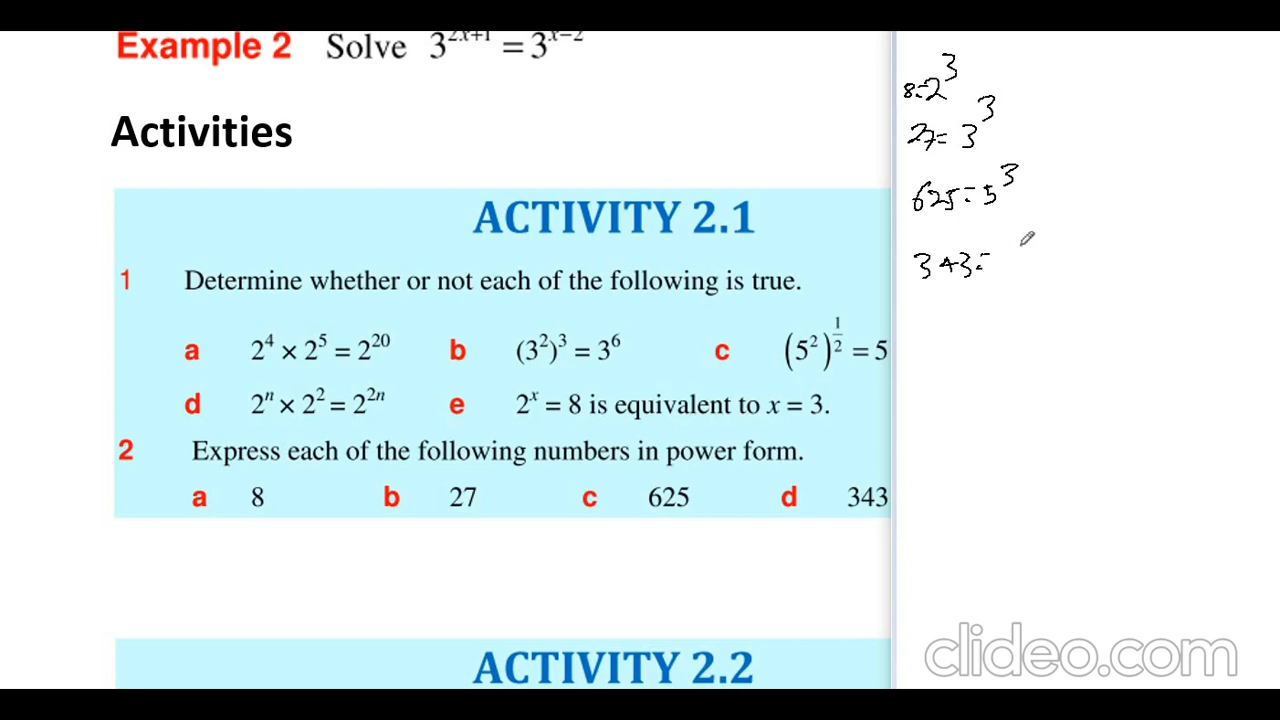 Example 2 Solve 3^{2x+1} = 3^{x−2}
Activities
ACTIVITY 2.1
1 Determine whether or not each of the following is true.
a 2^4 × 2^5 = 2^{20} b (3^2)^3 = 3^6 c (5^2)^{1/2} = 5
d 2^n × 2^2 = 2^{2n} e 2^x = 8 is equivalent to x = 3.
2 Express each of the following numbers in power form.
a 8 b 27 c 625 d 343
ACTIVITY 2.2
8=2^3
27=3^3
625=5^3
343=
clideo.com